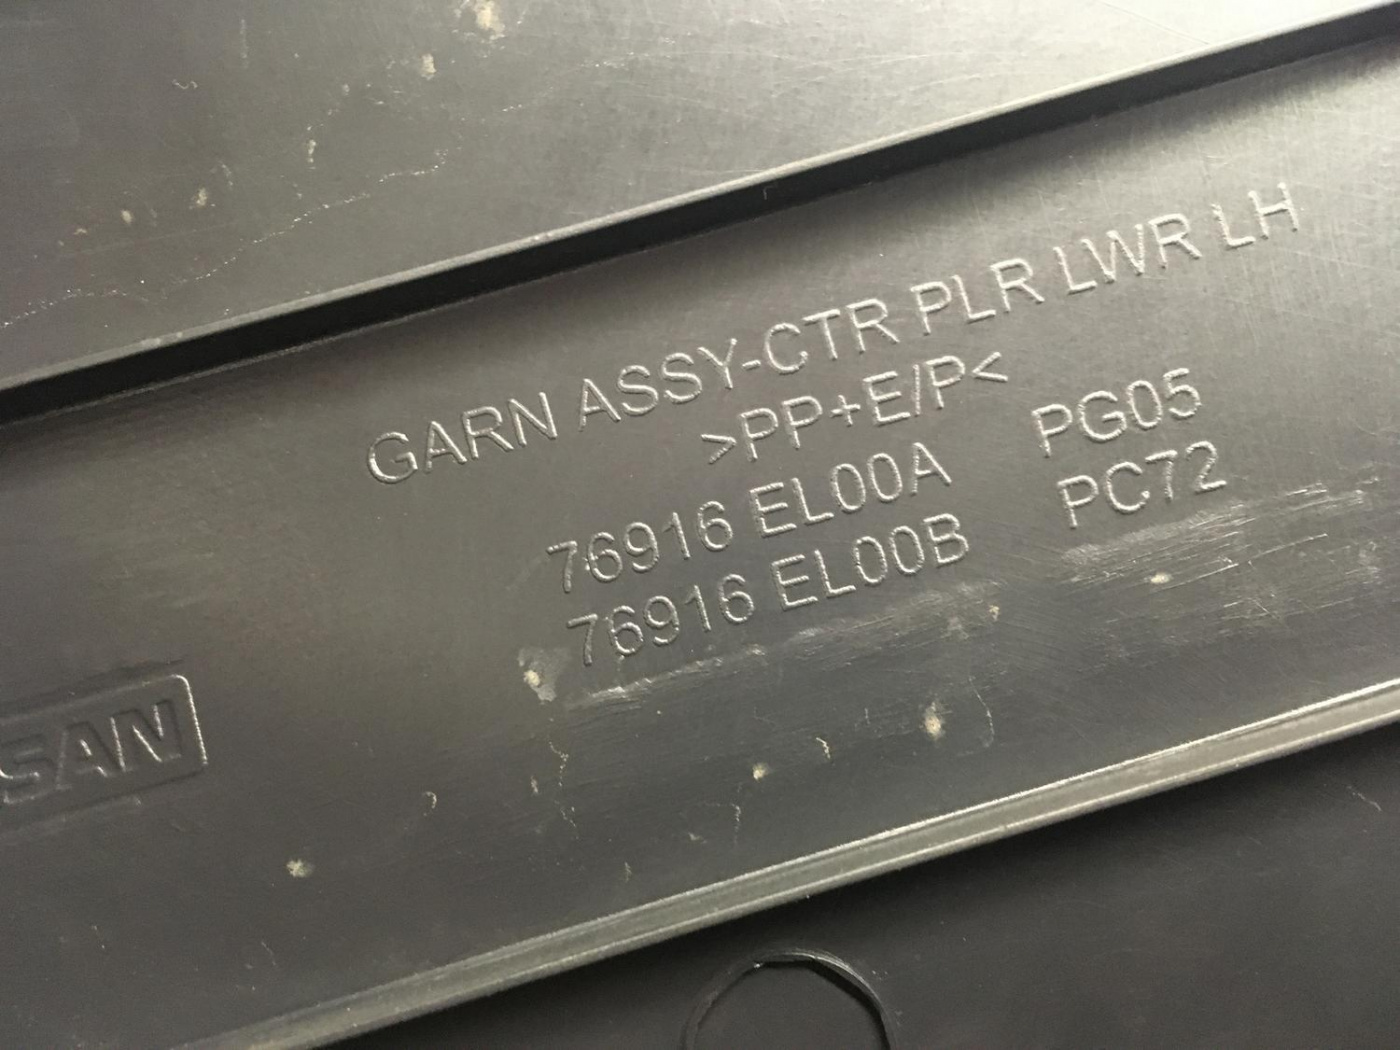 GARN ASSY-CTR PLR LWR LH
>PP+E/P<
76916 EL00A PG05
76916 EL00B PC72
SAN